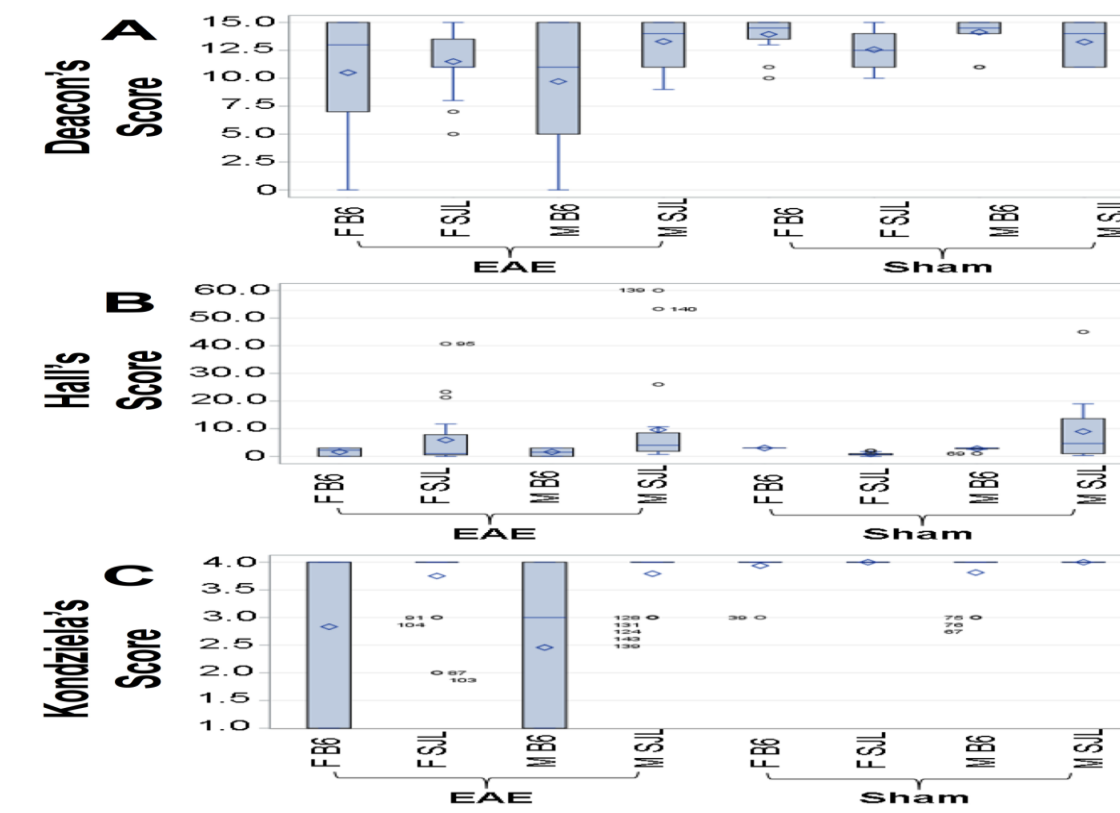 A
Deacon's
Score
15.0
12.5
10.0
7.5
5.0
2.5
0
F B6
F SJL
M B6
M SJL
F B6
F SJL
M B6
M SJL
EAE
Sham
B
Hall's
Score
60.0
50.0
40.0
30.0
20.0
10.0
0
139
140
95
69
F B6
F SJL
M B6
M SJL
F B6
F SJL
M B6
M SJL
EAE
Sham
C
Kondziela's
Score
4.0
3.5
3.0
2.5
2.0
1.5
1.0
91
104
87
103
128
131
124
143
139
39
75
76
67
F B6
F SJL
M B6
M SJL
F B6
F SJL
M B6
M SJL
EAE
Sham